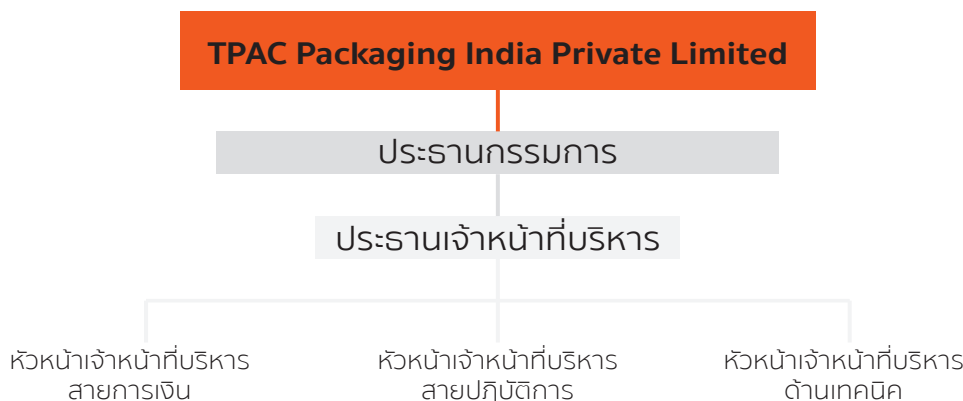 TPAC Packaging India Private Limited
ประธานกรรมการ
ประธานเจ้าหน้าที่บริหาร
หัวหน้าเจ้าหน้าที่บริหาร
สายการเงิน
หัวหน้าเจ้าหน้าที่บริหาร
สายปฏิบัติการ
หัวหน้าเจ้าหน้าที่บริหาร
ด้านเทคนิค